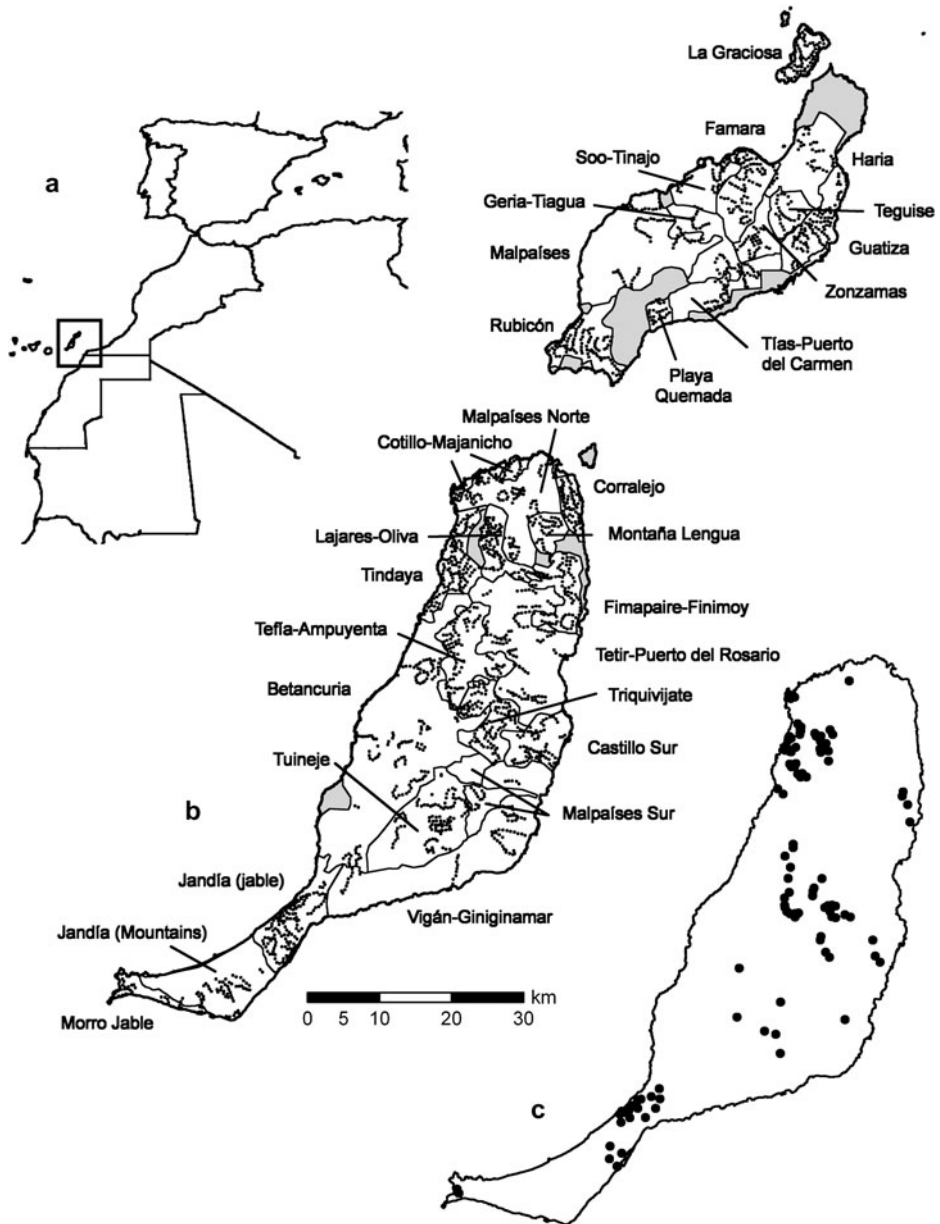 a
La Graciosa
Famara
Soo-Tinajo
Haria
Geria-Tiagua
Teguise
Malpaíses
Guatiza
Zonzamas
Rubicón
Tías-Puerto
del Carmen
Playa
Quemada
Malpaíses Norte
Cotillo-Majanicho
Corralejo
Lajares-Oliva
Montaña Lengua
Tindaya
Fimapaire-Finimoy
Tefía-Ampuyenta
Tetir-Puerto del Rosario
Betancuria
Triquivijate
Castillo Sur
Tuineje
b
Malpaíses Sur
Jandía (jable)
Vigán-Giniginamar
Jandía (Mountains)
Morro Jable
km
0 5 10 20 30
c